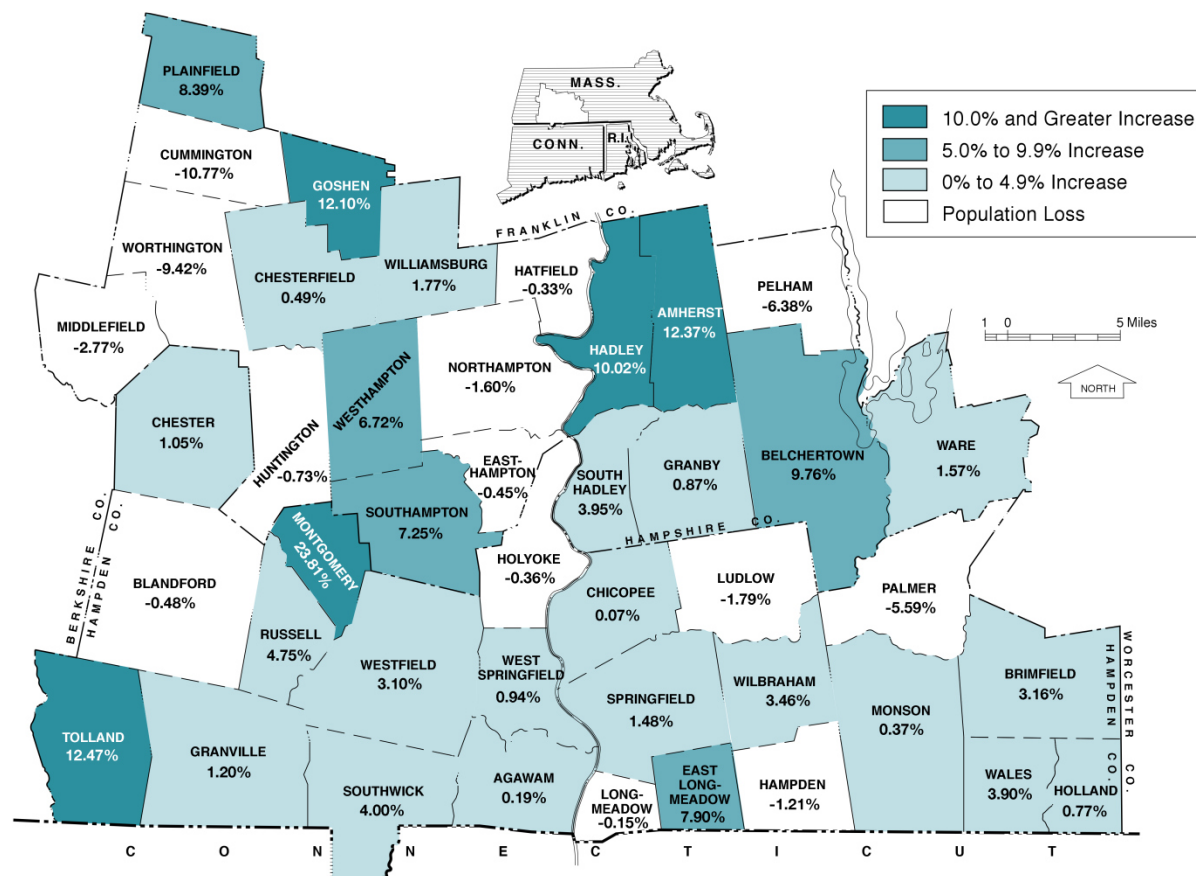 PLAINFIELD
8.39%
CUMMINGTON
-10.77%
GOSHEN
12.10%
MASS.
CONN.
R.I.
10.0% and Greater Increase
5.0% to 9.9% Increase
0% to 4.9% Increase
Population Loss
WORTHINGTON
-9.42%
CHESTERFIELD
0.49%
WILLIAMSBURG
1.77%
FRANKLIN CO.
HATFIELD
-0.33%
HADLEY
10.02%
AMHERST
12.37%
PELHAM
-6.38%
1 0 5 Miles
NORTH
MIDDLEFIELD
-2.77%
CHESTER
1.05%
HUNTINGTON
-0.73%
WESTHAMPTON
6.72%
NORTHAMPTON
-1.60%
EAST-
HAMPTON
-0.45%
SOUTH
HADLEY
3.95%
GRANBY
0.87%
BELCHERTOWN
9.76%
WARE
1.57%
HAMPSHIRE CO.
BERKSHIRE CO.
HAMPDEN CO.
BLANDFORD
-0.48%
MONTGOMERY
23.81%
SOUTHAMPTON
7.25%
HOLYOKE
-0.36%
CHICOPEE
0.07%
LUDLOW
-1.79%
PALMER
-5.59%
RUSSELL
4.75%
WESTFIELD
3.10%
WEST
SPRINGFIELD
0.94%
SPRINGFIELD
1.48%
WILBRAHAM
3.46%
MONSON
0.37%
BRIMFIELD
3.16%
WORCESTER CO.
HAMPDEN CO.
TOLLAND
12.47%
GRANVILLE
1.20%
SOUTHWICK
4.00%
AGAWAM
0.19%
LONG-
MEADOW
-0.15%
EAST
LONG-
MEADOW
7.90%
HAMPDEN
-1.21%
WALES
3.90%
HOLLAND
0.77%
CONNECTICUT